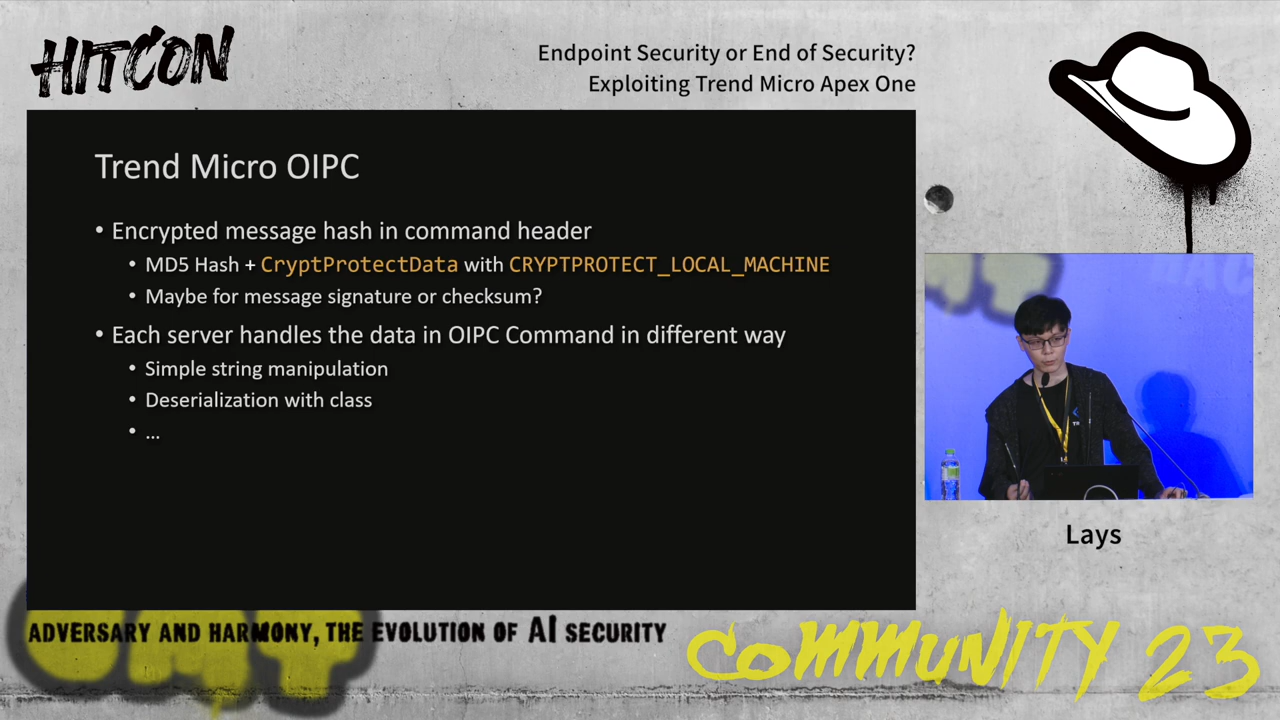 HITCON
Endpoint Security or End of Security?
Exploiting Trend Micro Apex One
Trend Micro OIPC
• Encrypted message hash in command header
• MD5 Hash + CryptProtectData with CRYPTPROTECT_LOCAL_MACHINE
• Maybe for message signature or checksum?
• Each server handles the data in OIPC Command in different way
• Simple string manipulation
• Deserialization with class
• ...
Lays
ADVERSARY AND HARMONY, THE EVOLUTION OF AI SECURITY
COMMUNITY 23